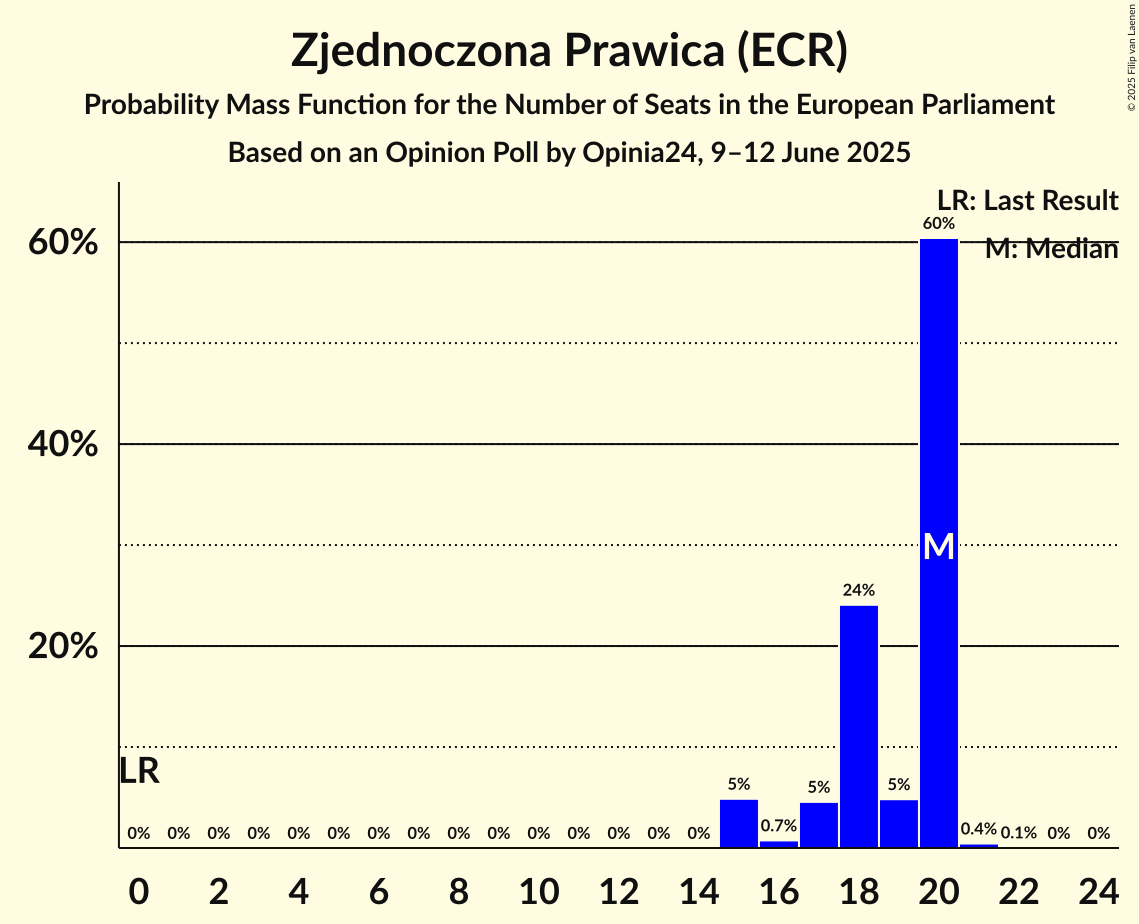 Zjednoczona Prawica (ECR)
Probability Mass Function for the Number of Seats in the European Parliament
Based on an Opinion Poll by Opinia24, 9–12 June 2025
© 2025 Filip van Laenen
LR: Last Result
M: Median
60%
40%
20%
60%
M
24%
LR
5%
5%
5%
0% 0% 0% 0% 0% 0% 0% 0% 0% 0% 0% 0% 0% 0% 0% 0.7% 0.4% 0.1% 0% 0%
0 2 4 6 8 10 12 14 16 18 20 22 24